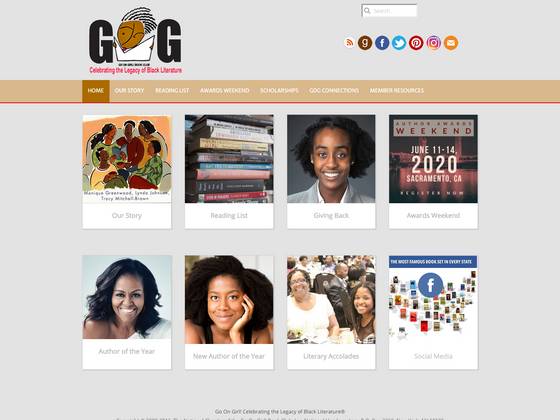 Search
GOG
GO ON GIRL! BOOK CLUB
Celebrating the Legacy of Black Literature
HOME
OUR STORY
READING LIST
AWARDS WEEKEND
SCHOLARSHIPS
GOG CONNECTIONS
MEMBER RESOURCES
Monique Greenwood, Lynda Johnson,
Tracy Mitchell-Brown
AUTHOR AWARDS
WEEKEND
JUNE 11-14,
2020
SACRAMENTO, CA
REGISTER NOW
Our Story
Reading List
Giving Back
Awards Weekend
THE MOST FAMOUS BOOK SET IN EVERY STATE
Author of the Year
New Author of the Year
Literary Accolades
Social Media
Go On Girl! Celebrating the Legacy of Black Literature®